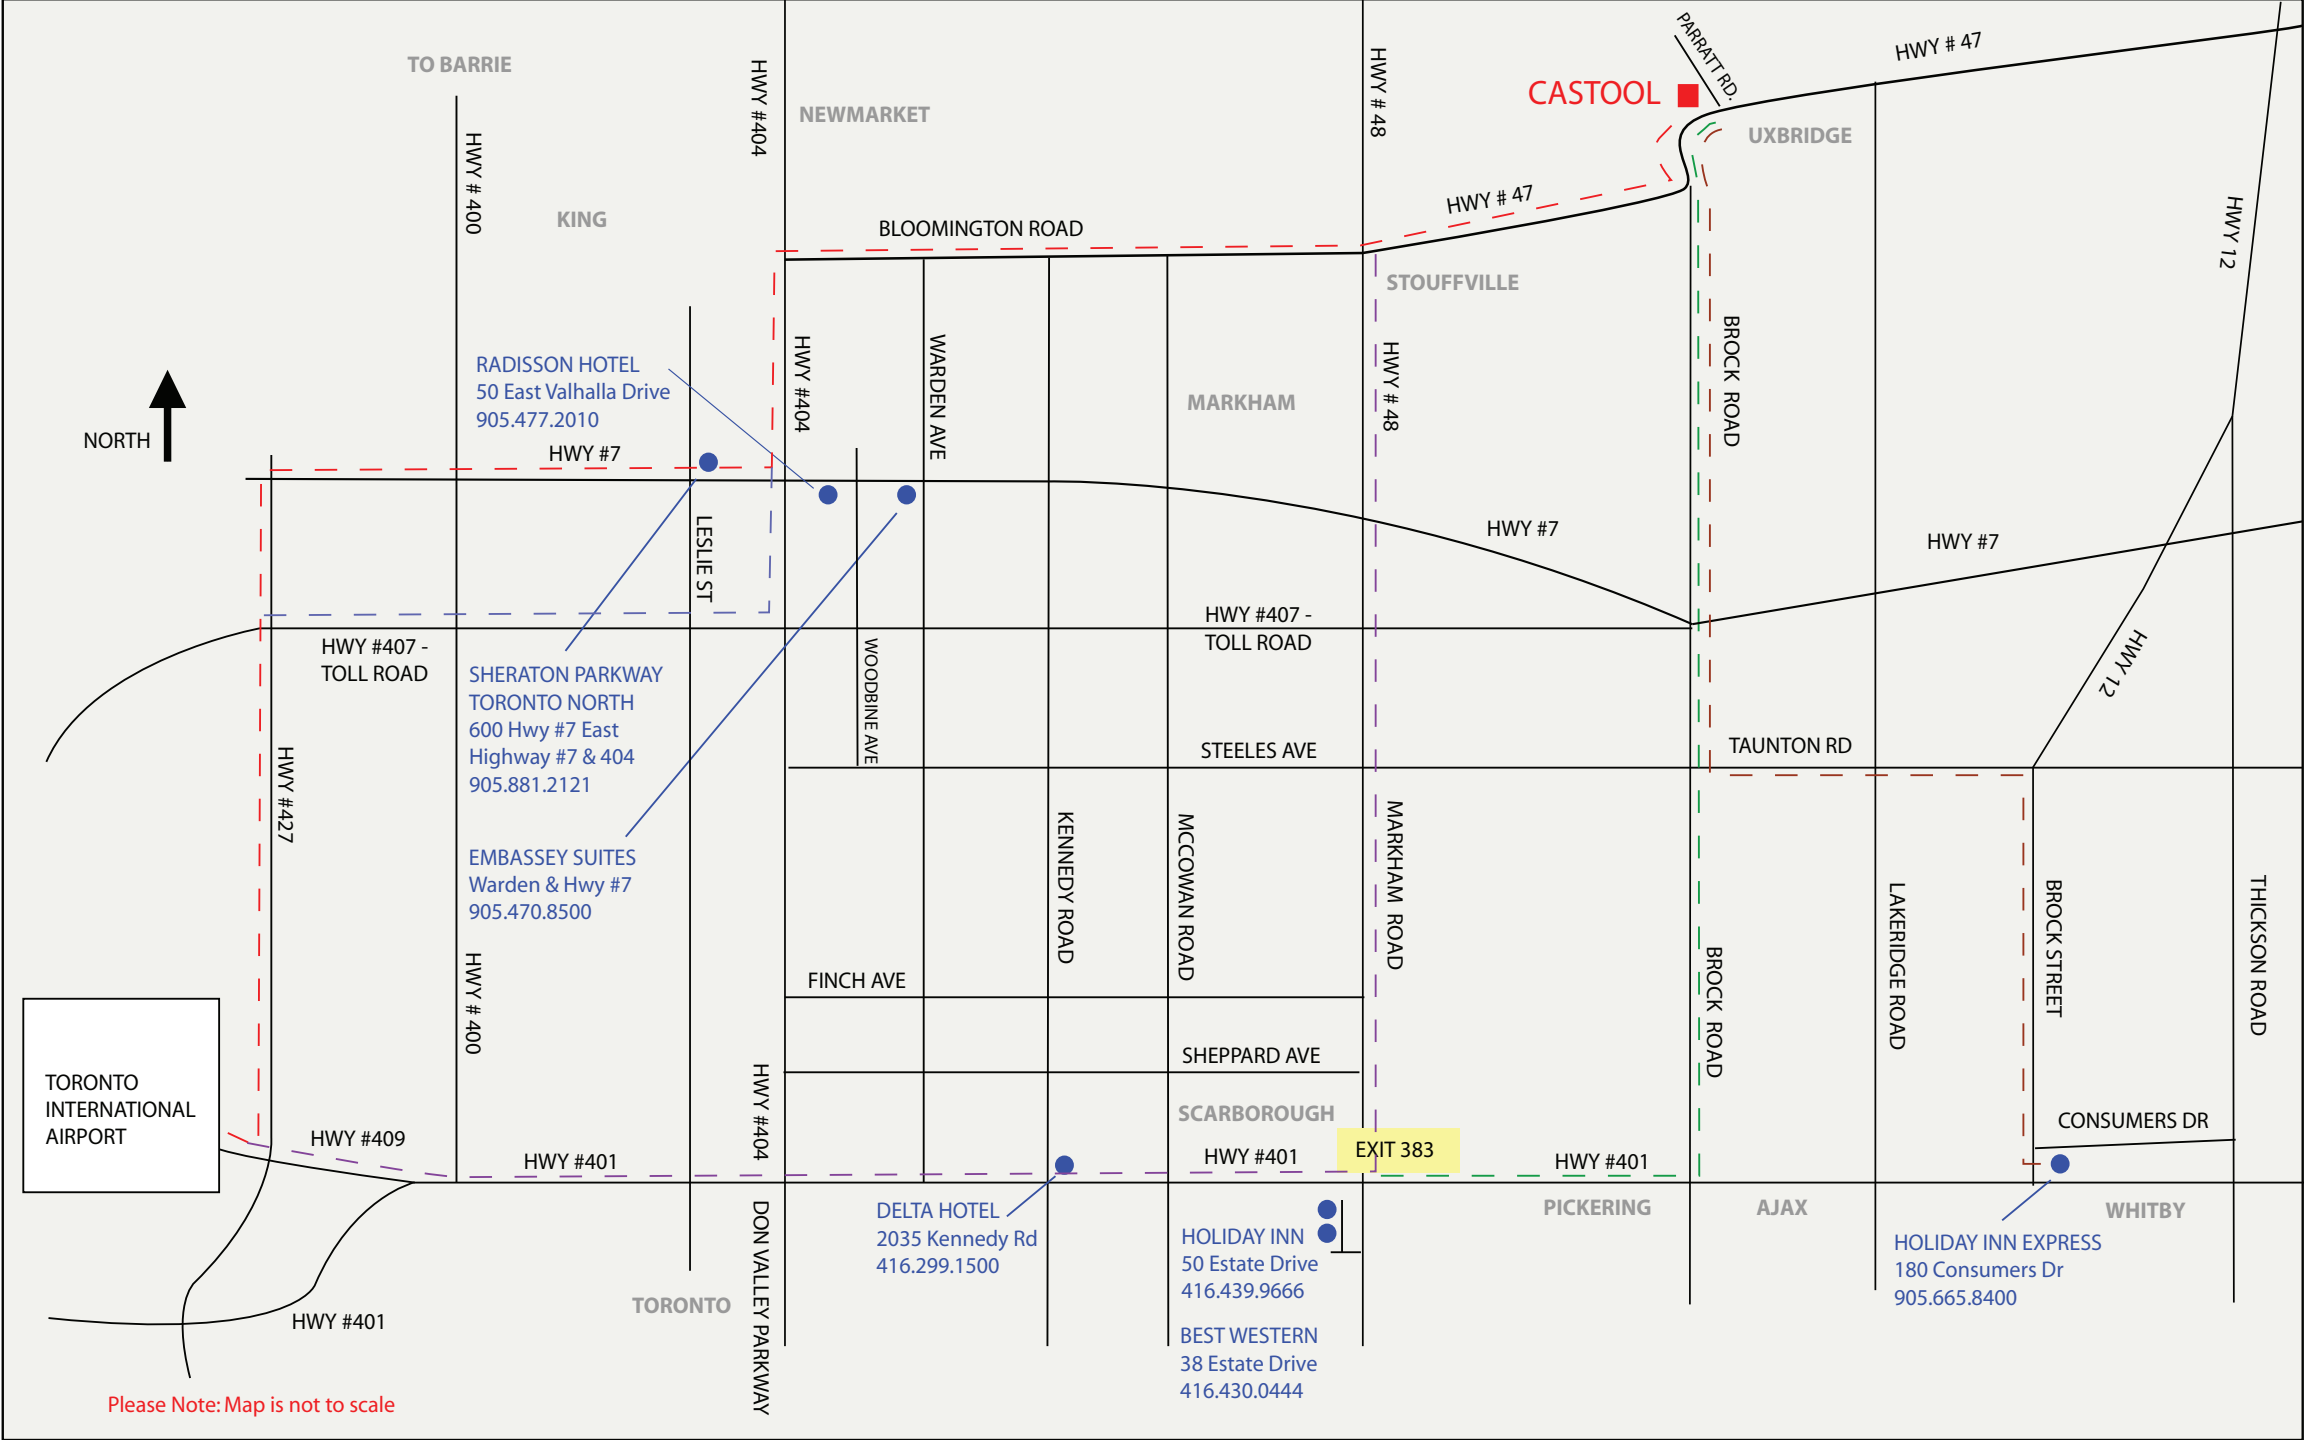 TO BARRIE
HWY #404
NEWMARKET
HWY # 48
PARRATT RD.
HWY # 47
CASTOOL
UXBRIDGE
HWY # 400
KING
BLOOMINGTON ROAD
HWY # 47
HWY 12
STOUFFVILLE
RADISSON HOTEL
50 East Valhalla Drive
905.477.2010
HWY #404
WARDEN AVE
MARKHAM
HWY # 48
BROCK ROAD
NORTH
HWY #7
HWY #7
HWY #7
LESLIE ST
HWY #407 -
TOLL ROAD
HWY #407 -
TOLL ROAD
HWY 12
SHERATON PARKWAY
TORONTO NORTH
600 Hwy #7 East
Highway #7 & 404
905.881.2121
WOODBINE AVE
STEELES AVE
TAUNTON RD
HWY #427
EMBASSEY SUITES
Warden & Hwy #7
905.470.8500
KENNEDY ROAD
MCCOWAN ROAD
MARKHAM ROAD
BROCK ROAD
LAKERIDGE ROAD
BROCK STREET
THICKSON ROAD
HWY # 400
FINCH AVE
SHEPPARD AVE
TORONTO
INTERNATIONAL
AIRPORT
HWY #404
SCARBOROUGH
CONSUMERS DR
HWY #409
HWY #401
HWY #401
EXIT 383
HWY #401
PICKERING
AJAX
WHITBY
DON VALLEY PARKWAY
DELTA HOTEL
2035 Kennedy Rd
416.299.1500
HOLIDAY INN
50 Estate Drive
416.439.9666
HOLIDAY INN EXPRESS
180 Consumers Dr
905.665.8400
TORONTO
HWY #401
BEST WESTERN
38 Estate Drive
416.430.0444
Please Note: Map is not to scale